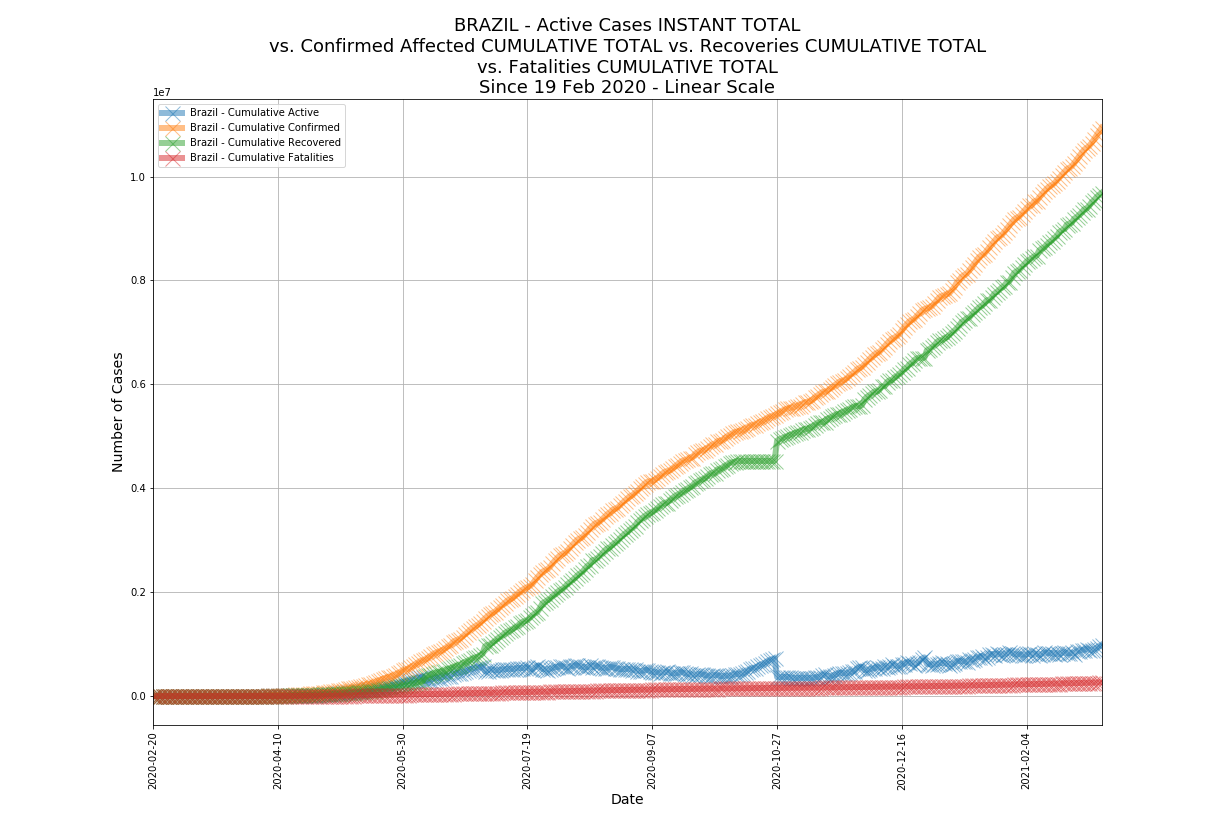 BRAZIL - Active Cases INSTANT TOTAL
vs. Confirmed Affected CUMULATIVE TOTAL vs. Recoveries CUMULATIVE TOTAL
vs. Fatalities CUMULATIVE TOTAL
Since 19 Feb 2020 - Linear Scale
1e7
Brazil - Cumulative Active
Brazil - Cumulative Confirmed
Brazil - Cumulative Recovered
Brazil - Cumulative Fatalities
Number of Cases
1.0
0.8
0.6
0.4
0.2
0.0
2020-02-20
2020-04-10
2020-05-30
2020-07-19
2020-09-07
2020-10-27
2020-12-16
2021-02-04
Date